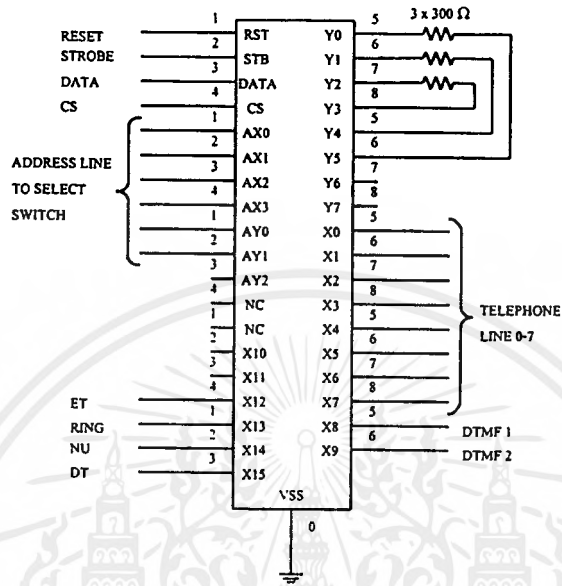 5 3 x 300 Ω
1 RST Y0
RESET 2 6
STROBE STB Y1
3 7
DATA DATA Y2
4 8
CS CS Y3
1 5
AX0 Y4
2 6
AX1 Y5
3 7
ADDRESS LINE
TO SELECT
SWITCH
AX2 Y6
4 8
AX3 Y7
1 5
AY0 X0
2 6
AY1 X1
3 7
AY2 X2
4 8
NC X3
1 5
NC X4
2 6
X10 X5
3 7
X11 X6
4 8
ET X12 X7
1 5
RING X13 X8 DTMF 1
2 6
NU X14 X9 DTMF 2
3
DT X15
TELEPHONE
LINE 0-7
VSS
0